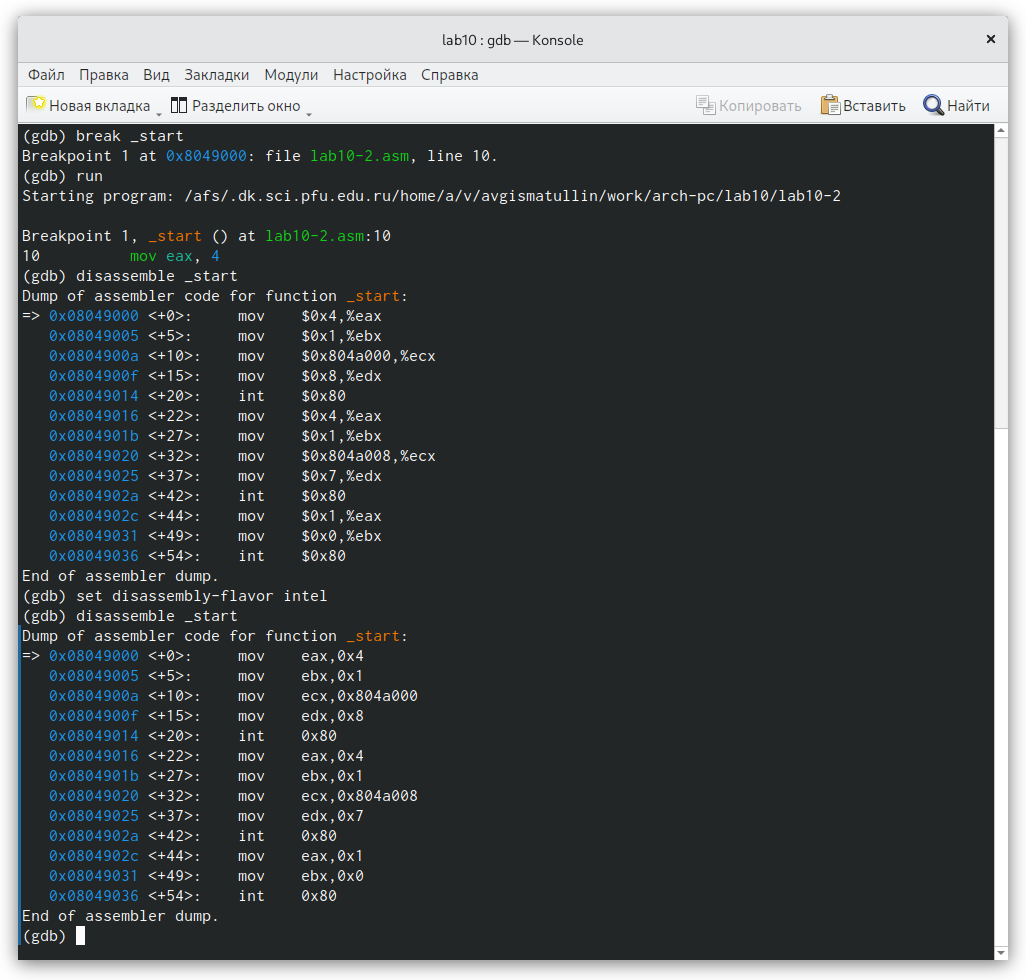 lab10 : gdb — Konsole
Файл Правка Вид Закладки Модули Настройка Справка
Новая вкладка Разделить окно Копировать Вставить Найти
(gdb) break _start
Breakpoint 1 at 0x8049000: file lab10-2.asm, line 10.
(gdb) run
Starting program: /afs/.dk.sci.pfu.edu.ru/home/a/v/avgismatullin/work/arch-pc/lab10/lab10-2
Breakpoint 1, _start () at lab10-2.asm:10
10 mov eax, 4
(gdb) disassemble _start
Dump of assembler code for function _start:
=> 0x08049000 <+0>: mov $0x4,%eax
0x08049005 <+5>: mov $0x1,%ebx
0x0804900a <+10>: mov $0x804a000,%ecx
0x0804900f <+15>: mov $0x8,%edx
0x08049014 <+20>: int $0x80
0x08049016 <+22>: mov $0x4,%eax
0x0804901b <+27>: mov $0x1,%ebx
0x08049020 <+32>: mov $0x804a008,%ecx
0x08049025 <+37>: mov $0x7,%edx
0x0804902a <+42>: int $0x80
0x0804902c <+44>: mov $0x1,%eax
0x08049031 <+49>: mov $0x0,%ebx
0x08049036 <+54>: int $0x80
End of assembler dump.
(gdb) set disassembly-flavor intel
(gdb) disassemble _start
Dump of assembler code for function _start:
=> 0x08049000 <+0>: mov eax,0x4
0x08049005 <+5>: mov ebx,0x1
0x0804900a <+10>: mov ecx,0x804a000
0x0804900f <+15>: mov edx,0x8
0x08049014 <+20>: int 0x80
0x08049016 <+22>: mov eax,0x4
0x0804901b <+27>: mov ebx,0x1
0x08049020 <+32>: mov ecx,0x804a008
0x08049025 <+37>: mov edx,0x7
0x0804902a <+42>: int 0x80
0x0804902c <+44>: mov eax,0x1
0x08049031 <+49>: mov ebx,0x0
0x08049036 <+54>: int 0x80
End of assembler dump.
(gdb)